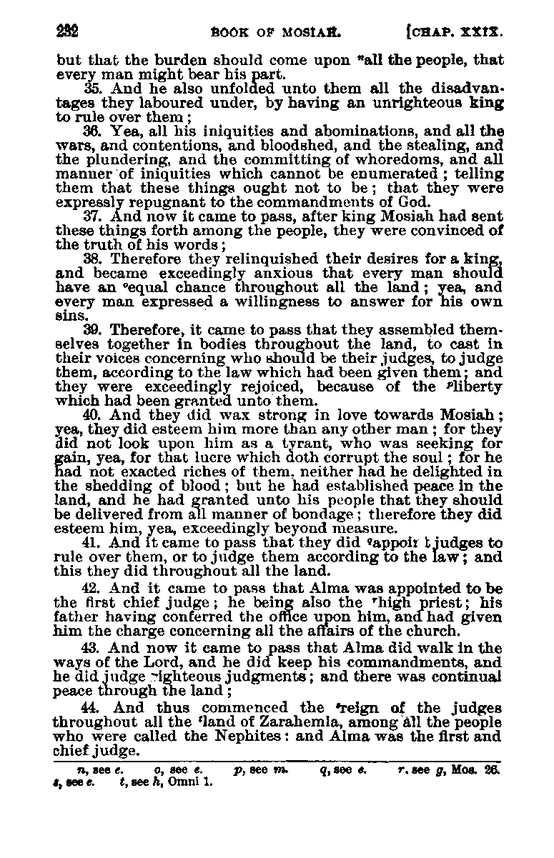 232 BOOK OF MOSIAH. [CHAP. XXIX.
but that the burden should come upon ⁿall the people, that
every man might bear his part.
35. And he also unfolded unto them all the disadvan-
tages they laboured under, by having an unrighteous king
to rule over them;
36. Yea, all his iniquities and abominations, and all the
wars, and contentions, and bloodshed, and the stealing, and
the plundering, and the committing of whoredoms, and all
manner of iniquities which cannot be enumerated; telling
them that these things ought not to be; that they were
expressly repugnant to the commandments of God.
37. And now it came to pass, after king Mosiah had sent
these things forth among the people, they were convinced of
the truth of his words;
38. Therefore they relinquished their desires for a king,
and became exceedingly anxious that every man should
have an ᵒequal chance throughout all the land; yea, and
every man expressed a willingness to answer for his own
sins.
39. Therefore, it came to pass that they assembled them-
selves together in bodies throughout the land, to cast in
their voices concerning who should be their judges, to judge
them, according to the law which had been given them; and
they were exceedingly rejoiced, because of the ᵖliberty
which had been granted unto them.
40. And they did wax strong in love towards Mosiah;
yea, they did esteem him more than any other man; for they
did not look upon him as a tyrant, who was seeking for
gain, yea, for that lucre which doth corrupt the soul; for he
had not exacted riches of them, neither had he delighted in
the shedding of blood; but he had established peace in the
land, and he had granted unto his people that they should
be delivered from all manner of bondage; therefore they did
esteem him, yea, exceedingly beyond measure.
41. And it came to pass that they did qappoint judges to
rule over them, or to judge them according to the law; and
this they did throughout all the land.
42. And it came to pass that Alma was appointed to be
the first chief judge; he being also the ʳhigh priest; his
father having conferred the office upon him, and had given
him the charge concerning all the affairs of the church.
43. And now it came to pass that Alma did walk in the
ways of the Lord, and he did keep his commandments, and
he did judge righteous judgments; and there was continual
peace through the land;
44. And thus commenced the ˢreign of the judges
throughout all the ᵗland of Zarahemla, among all the people
who were called the Nephites: and Alma was the first and
chief judge.
n, see e. o, see e. p, see m. q, see e. r, see g, Mos. 26.
s, see e. t, see h, Omni 1.